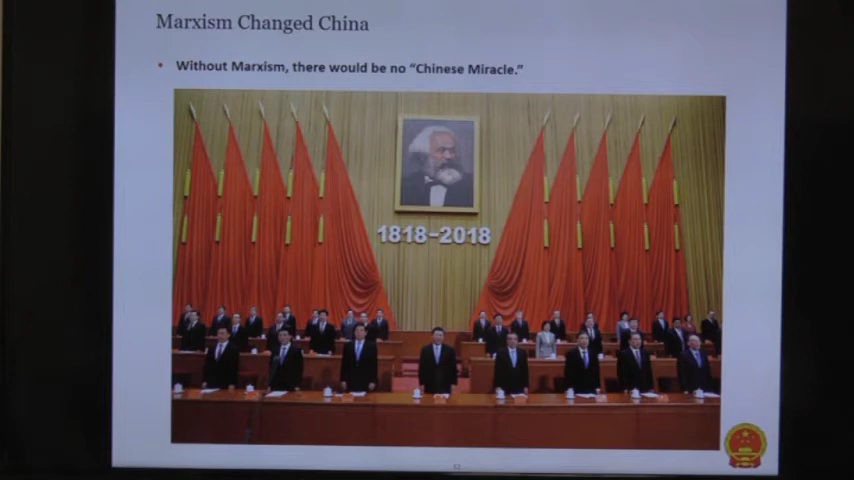 Marxism Changed China
• Without Marxism, there would be no “Chinese Miracle.”
1818-2018